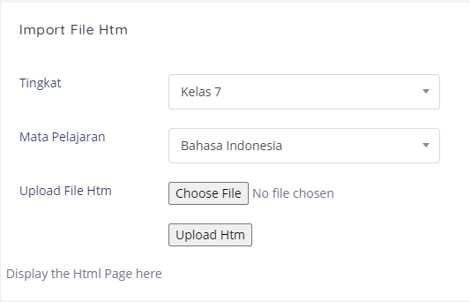 Import File Htm
Tingkat
Kelas 7
Mata Pelajaran
Bahasa Indonesia
Upload File Htm
Choose File No file chosen
Upload Htm
Display the Html Page here